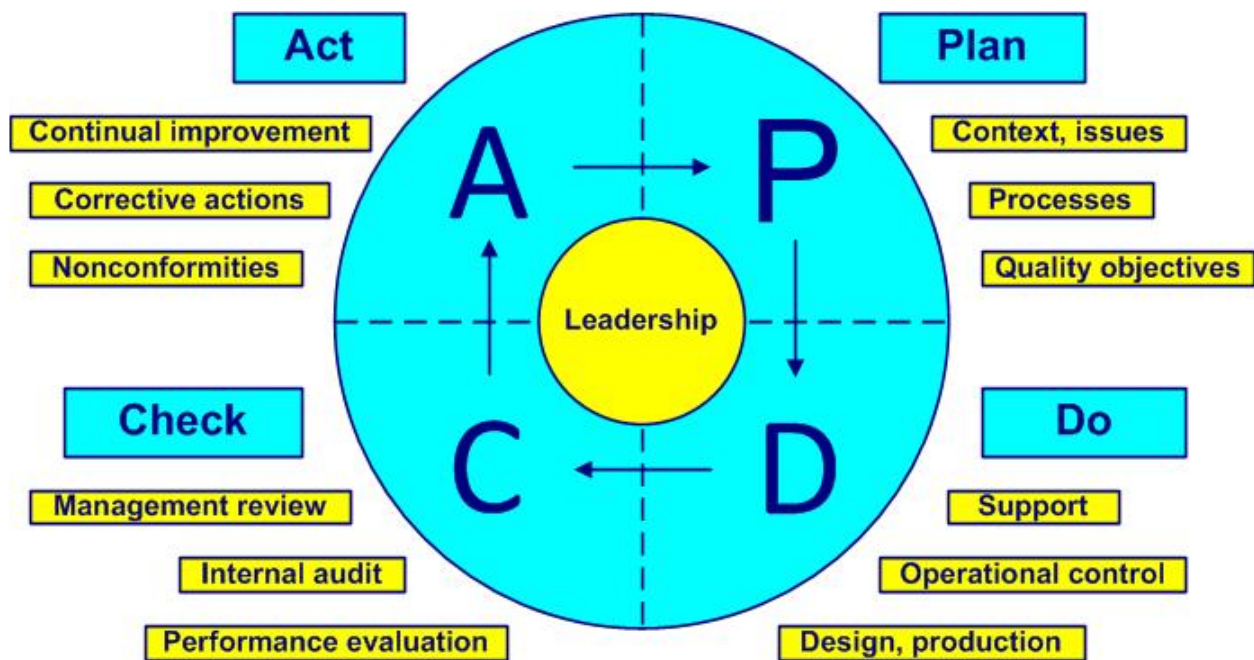 Act
Plan
Continual improvement
A
P
Context, issues
Corrective actions
Processes
Nonconformities
Quality objectives
Leadership
Check
Do
C
D
Management review
Support
Internal audit
Operational control
Performance evaluation
Design, production